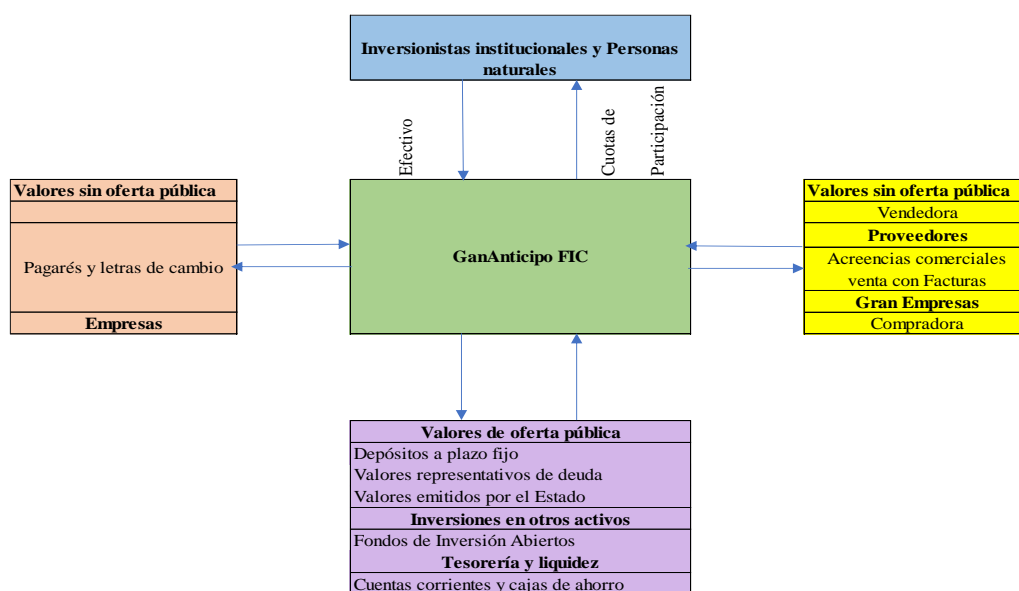 Inversionistas institucionales y Personas
naturales
Efectivo
Cuotas de
Participación
Valores sin oferta pública
Pagarés y letras de cambio
Empresas
GanAnticipo FIC
Valores sin oferta pública
Vendedora
Proveedores
Acreencias comerciales
venta con Facturas
Gran Empresas
Compradora
Valores de oferta pública
Depósitos a plazo fijo
Valores representativos de deuda
Valores emitidos por el Estado
Inversiones en otros activos
Fondos de Inversión Abiertos
Tesorería y liquidez
Cuentas corrientes y cajas de ahorro